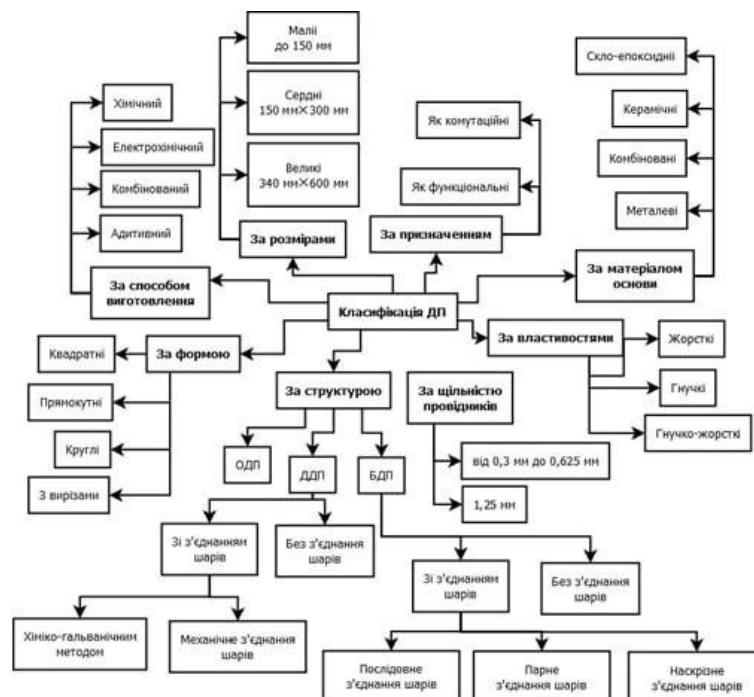 Малії
до 150 мм
Сердні
150 мм×300 мм
Великі
340 мм×600 мм
За розмірами
Хімічний
Електрохімічний
Комбінований
Адитивний
За способом
виготовлення
Як комутаційні
Як функціональні
За призначенням
Скло-епоксидніі
Керамічні
Комбіновані
Металеві
За матеріалом
основи
Класифікація ДП
За формою
Квадратні
Прямокутні
Круглі
З вирізани
За властивостями
Жорсткі
Гнучкі
Гнучко-жорсткі
За структурою
ОДП
ДДП
БДП
За щільністю
провідників
від 0,3 мм до 0,625 мм
1,25 мм
Зі з'єднанням
шарів
Без з'єднання
шарів
Хіміко-гальванічним
методом
Механічне з'єднання
шарів
Зі з'єднанням
шарів
Без з'єднання
шарів
Послідовне
з'єднання шарів
Парне
з'єднання шарів
Наскрізне
з'єднання шарів